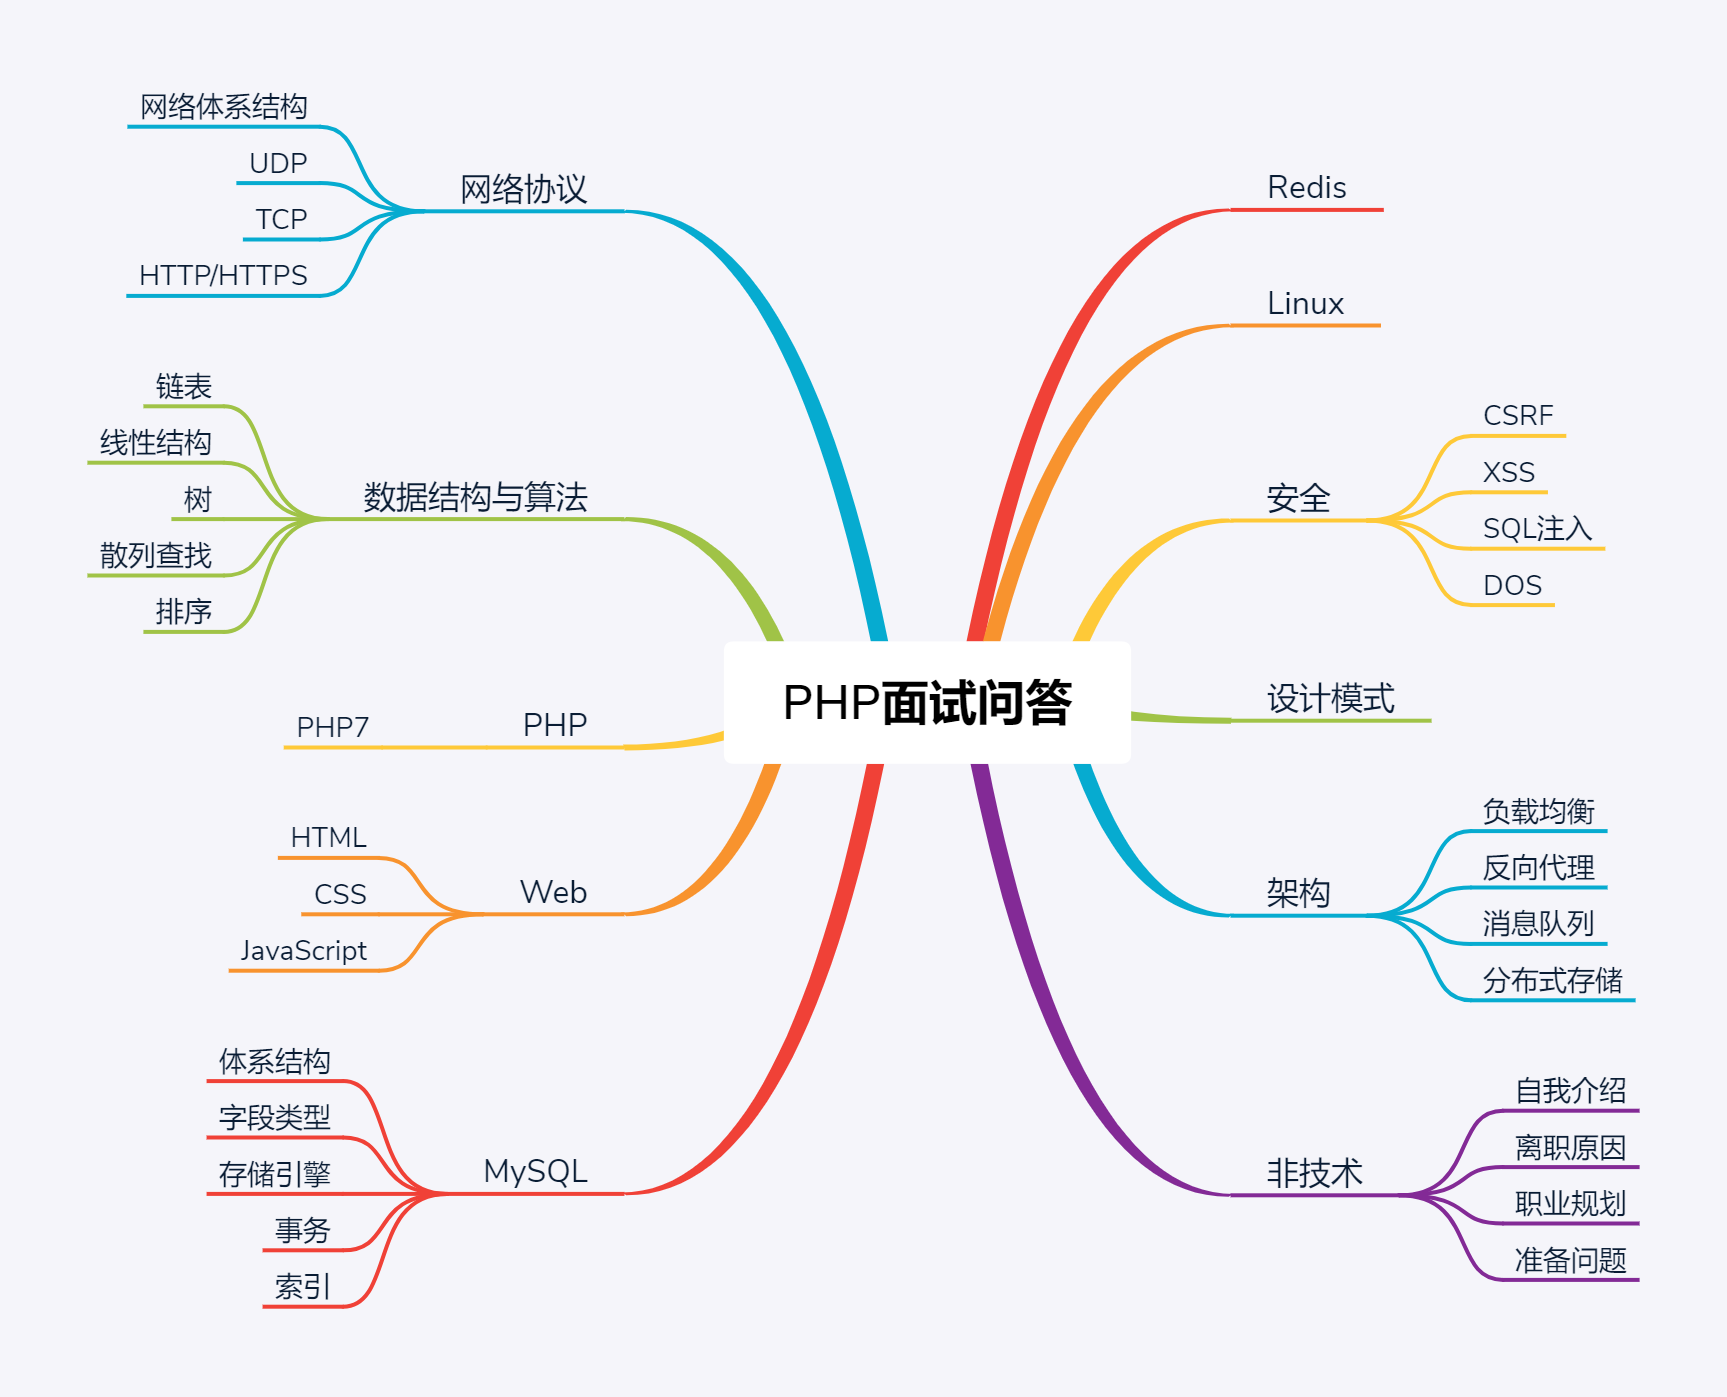 PHP面试问答
网络协议
网络体系结构
UDP
TCP
HTTP/HTTPS
数据结构与算法
链表
线性结构
树
散列查找
排序
PHP
PHP7
Web
HTML
CSS
JavaScript
MySQL
体系结构
字段类型
存储引擎
事务
索引
Redis
Linux
安全
CSRF
XSS
SQL注入
DOS
设计模式
架构
负载均衡
反向代理
消息队列
分布式存储
非技术
自我介绍
离职原因
职业规划
准备问题